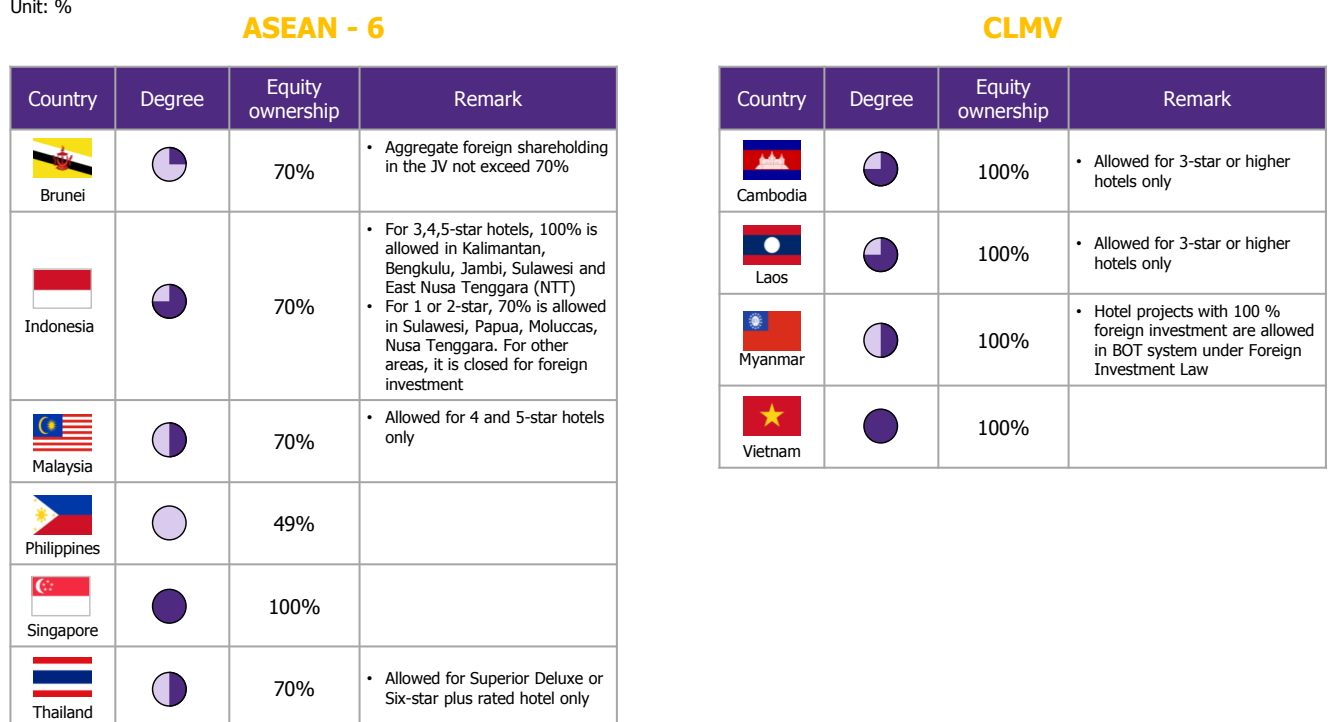 Unit: %
ASEAN - 6
Country Degree Equity ownership Remark
Brunei
70%
• Aggregate foreign shareholding
in the JV not exceed 70%
Indonesia
70%
• For 3,4,5-star hotels, 100% is
allowed in Kalimantan,
Bengkulu, Jambi, Sulawesi and
East Nusa Tenggara (NTT)
• For 1 or 2-star, 70% is allowed
in Sulawesi, Papua, Moluccas,
Nusa Tenggara. For other
areas, it is closed for foreign
investment
Malaysia
70%
• Allowed for 4 and 5-star hotels
only
Philippines
49%
Singapore
100%
Thailand
70%
• Allowed for Superior Deluxe or
Six-star plus rated hotel only
CLMV
Country Degree Equity ownership Remark
Cambodia
100%
• Allowed for 3-star or higher
hotels only
Laos
100%
• Allowed for 3-star or higher
hotels only
Myanmar
100%
• Hotel projects with 100 %
foreign investment are allowed
in BOT system under Foreign
Investment Law
Vietnam
100%